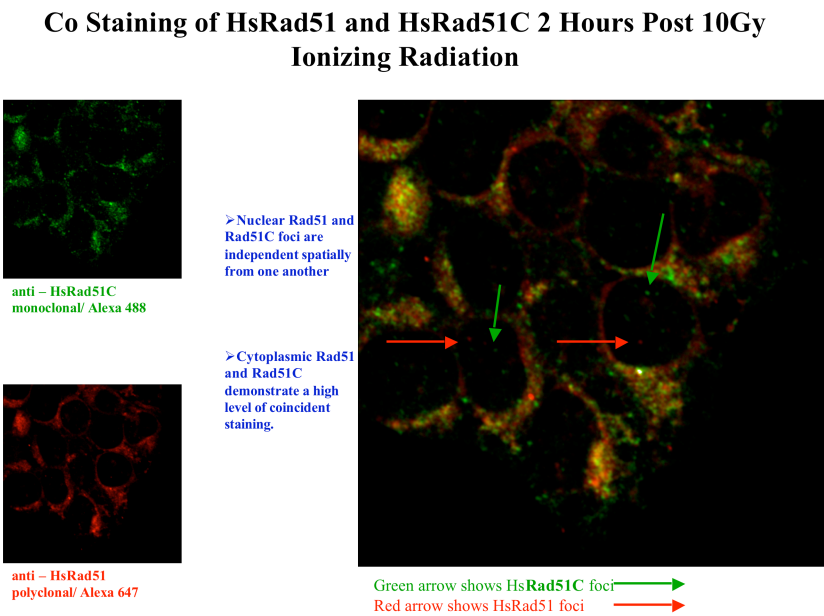 Co Staining of HsRad51 and HsRad51C 2 Hours Post 10Gy
Ionizing Radiation
anti – HsRad51C
monoclonal/ Alexa 488
➢Nuclear Rad51 and
Rad51C foci are
independent spatially
from one another
➢Cytoplasmic Rad51
and Rad51C
demonstrate a high
level of coincident
staining.
anti – HsRad51
polyclonal/ Alexa 647
Green arrow shows HsRad51C foci
Red arrow shows HsRad51 foci